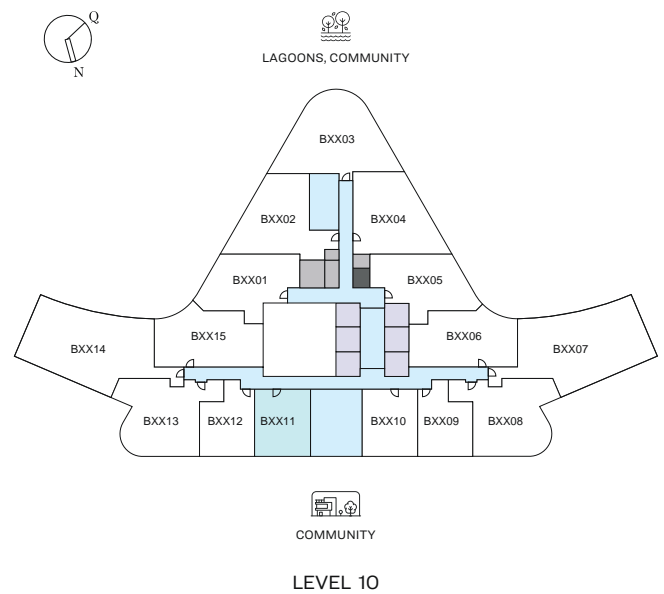 Q
N
LAGOONS, COMMUNITY
BXX03
BXX02
BXX04
BXX01
BXX05
BXX15
BXX06
BXX14
BXX07
BXX13
BXX12
BXX11
BXX10
BXX09
BXX08
COMMUNITY
LEVEL 10